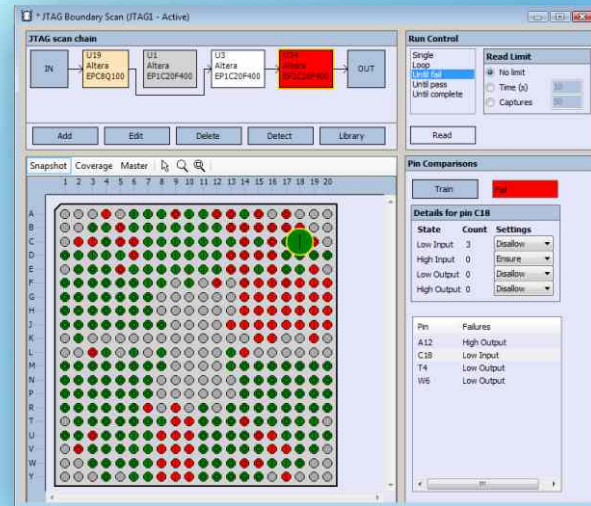 * JTAG Boundary Scan (JTAG1 - Active)
JTAG scan chain
IN
U19
Altera
EPC8Q100
U1
Altera
EP1C20F400
U3
Altera
EP1C20F400
Altera
EP1C20F400
OUT
Add Edit Delete Detect Library
Run Control
Single
Loop
Until fail
Until pass
Until complete
Read Limit
No limit
Time (s) 10
Captures 50
Read
Snapshot Coverage Master
1 2 3 4 5 6 7 8 9 10 11 12 13 14 15 16 17 18 19 20
A
B
C
D
E
F
G
H
J
K
L
M
N
P
R
T
U
V
W
Y
Pin Comparisons
Train Fail
Details for pin C18
State Count Settings
Low Input 3 Disallow
High Input 0 Ensure
Low Output 0 Disallow
High Output 0 Disallow
Pin Failures
A12 High Output
C18 Low Input
T4 Low Output
W6 Low Output